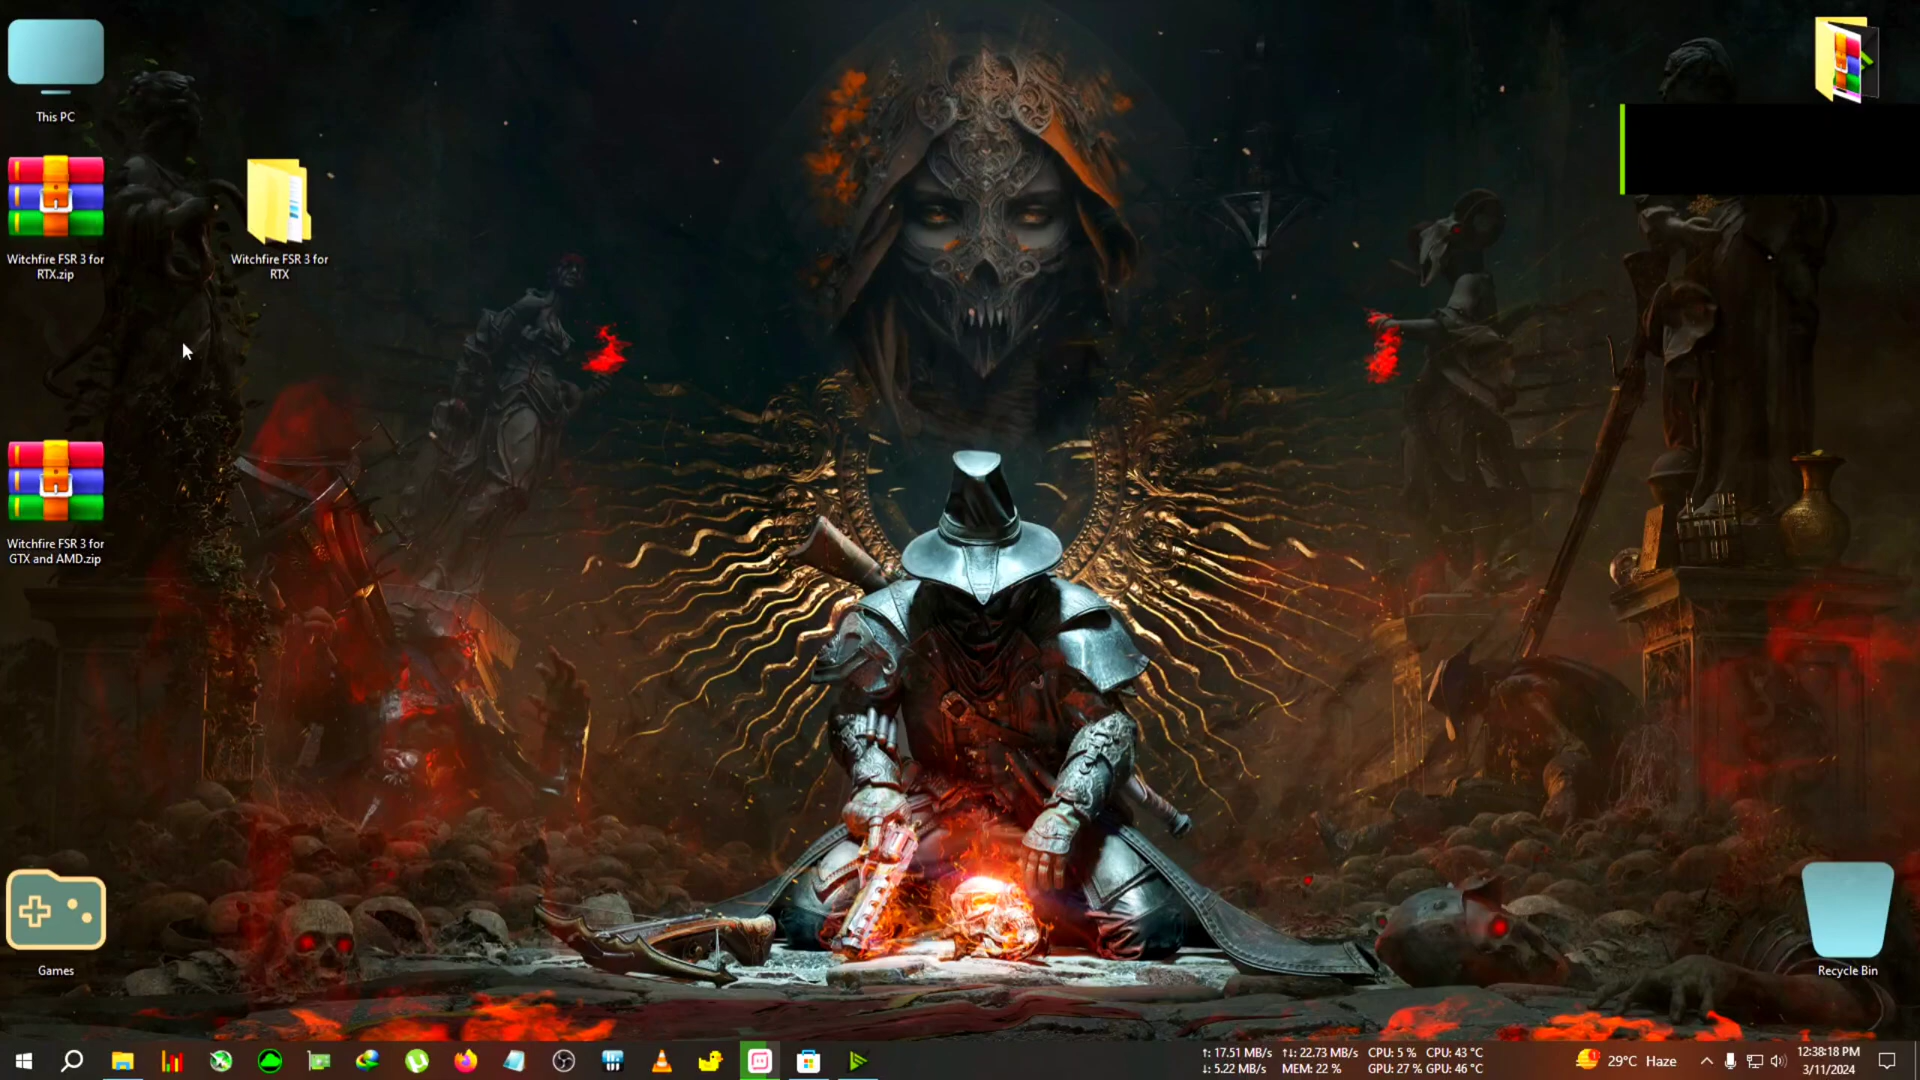 This PC
Witchfire FSR 3 for
RTX.zip
Witchfire FSR 3 for
RTX
Witchfire FSR 3 for
GTX and AMD.zip
Games
Recycle Bin
↑: 17.51 MB/s ↑↓: 22.73 MB/s CPU: 5 % CPU: 43 °C
↓: 5.22 MB/s MEM: 22 % GPU: 27 % GPU: 46 °C
29°C Haze
12:38:18 PM
3/11/2024